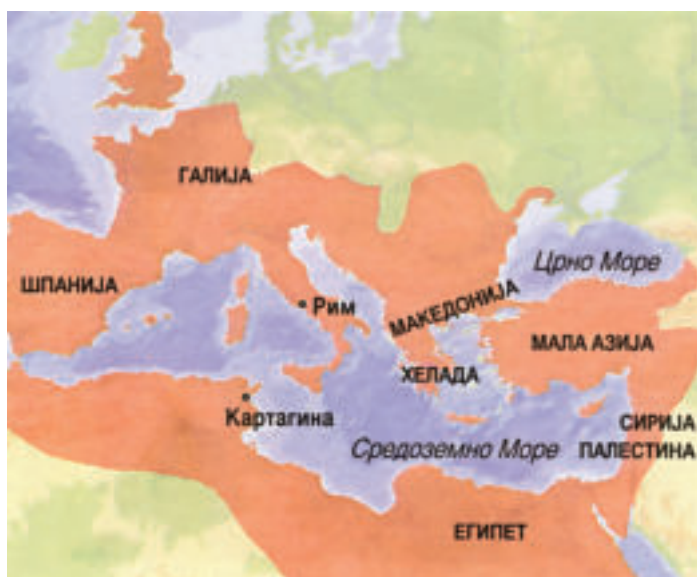 ГАЛИЈА
ШПАНИЈА
Рим
Црно Море
МАКЕДОНИЈА
МАЛА АЗИЈА
ХЕЛАДА
Картагина
СИРИЈА
Средоземно Море
ПАЛЕСТИНА
ЕГИПЕТ